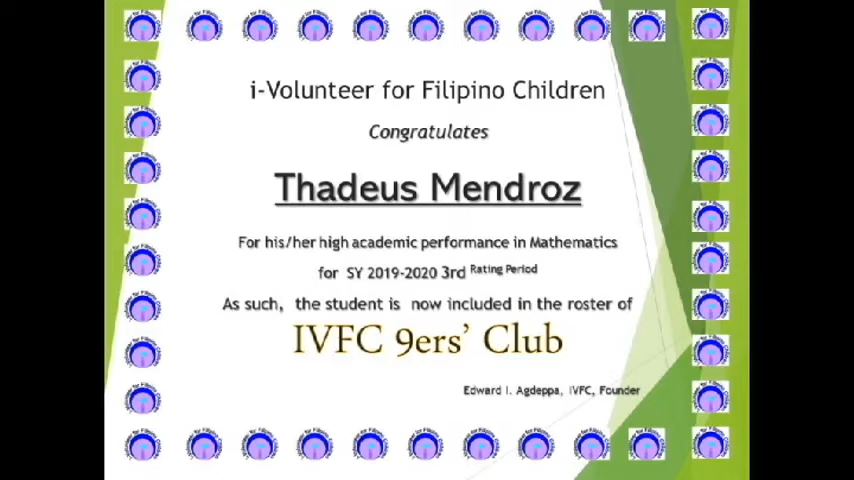 i-Volunteer for Filipino Children
Congratulates
Thadeus Mendroz
For his/her high academic performance in Mathematics
for SY 2019-2020 3rd Rating Period
As such, the student is now included in the roster of
IVFC 9ers' Club
Edward I. Agdeppa, IVFC, Founder